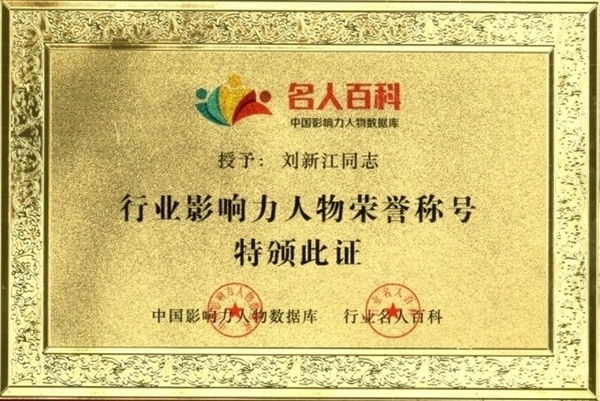 名人百科
中国影响力人物数据库
授予：刘新江同志
行业影响力人物荣誉称号
特颁此证
中国影响力人物数据库 行业名人百科